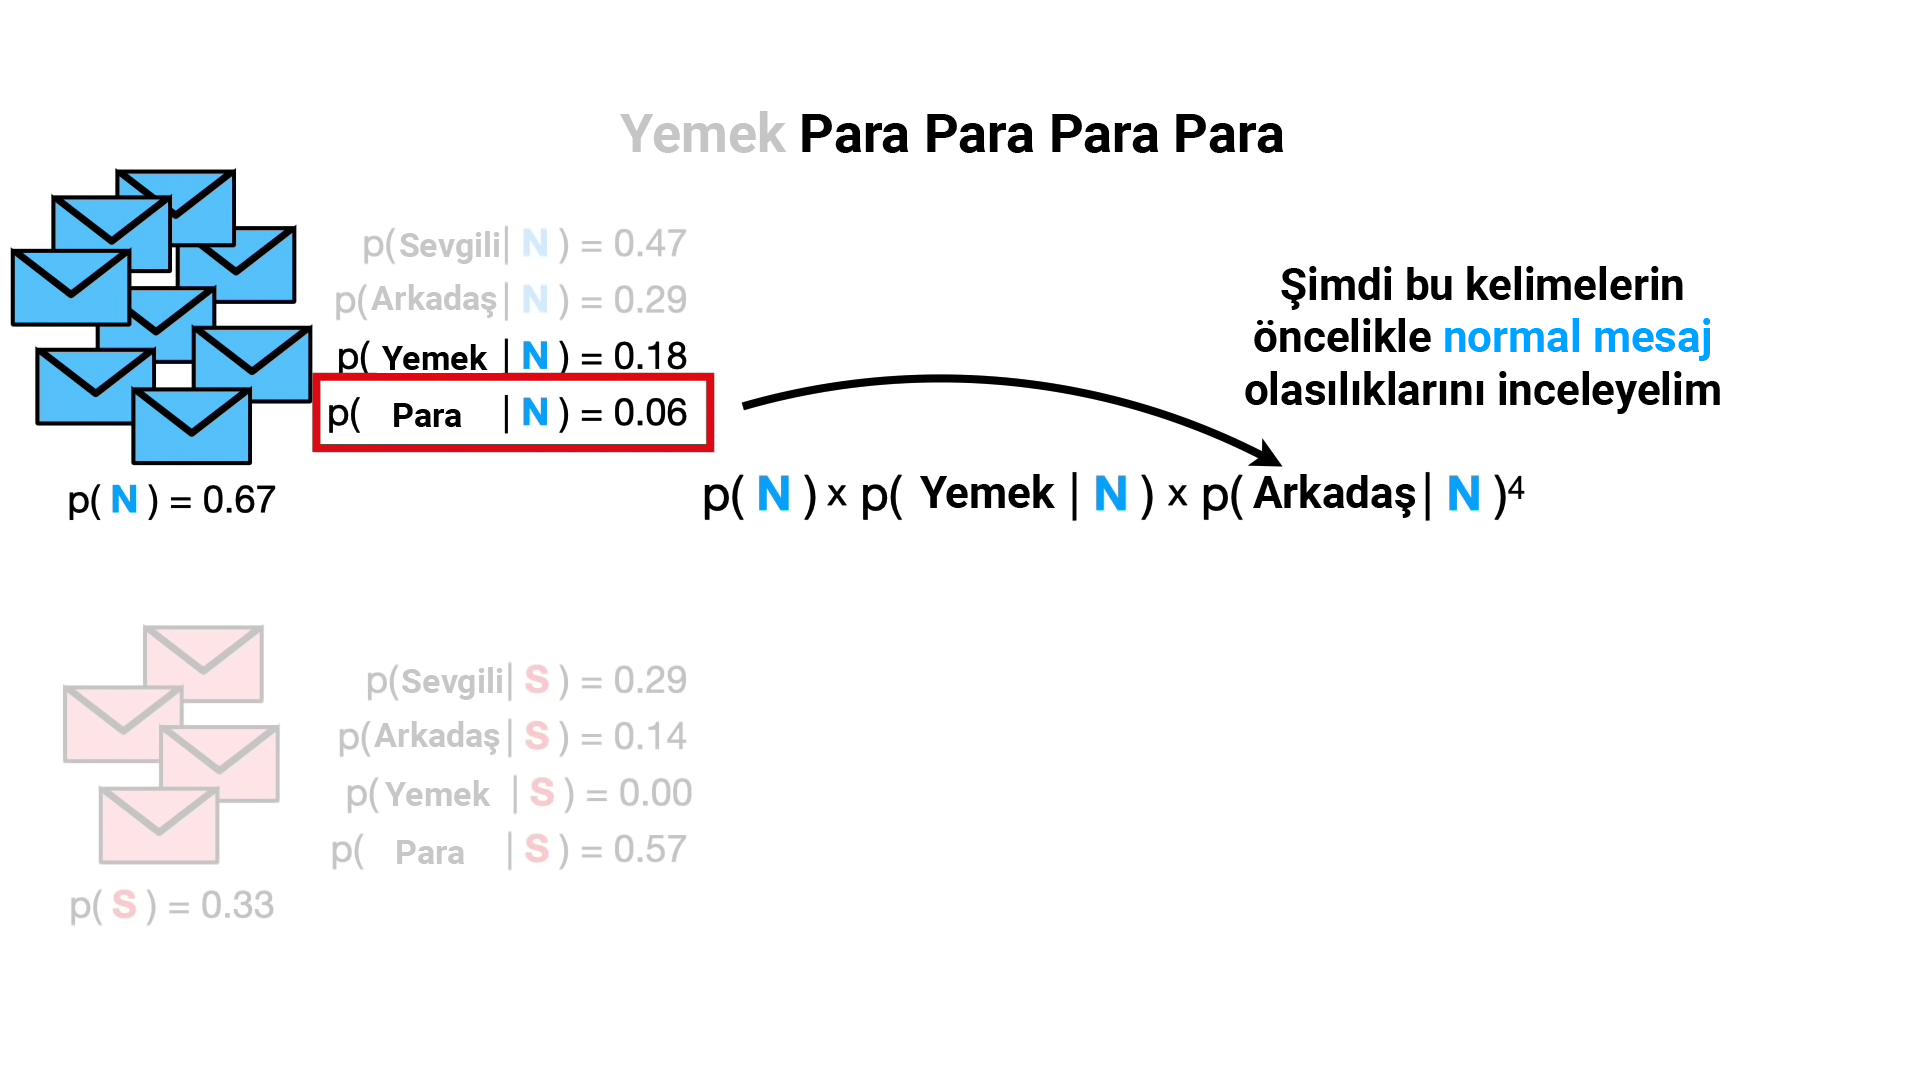 Yemek Para Para Para Para
p(Sevgili| N ) = 0.47
p(Arkadaş| N ) = 0.29
p( Yemek | N ) = 0.18
p( Para | N ) = 0.06
p( N ) = 0.67
Şimdi bu kelimelerin
öncelikle normal mesaj
olasılıklarını inceleyelim
p( N ) x p( Yemek | N ) x p( Arkadaş | N )⁴
p(Sevgili| S ) = 0.29
p(Arkadaş| S ) = 0.14
p( Yemek | S ) = 0.00
p( Para | S ) = 0.57
p( S ) = 0.33